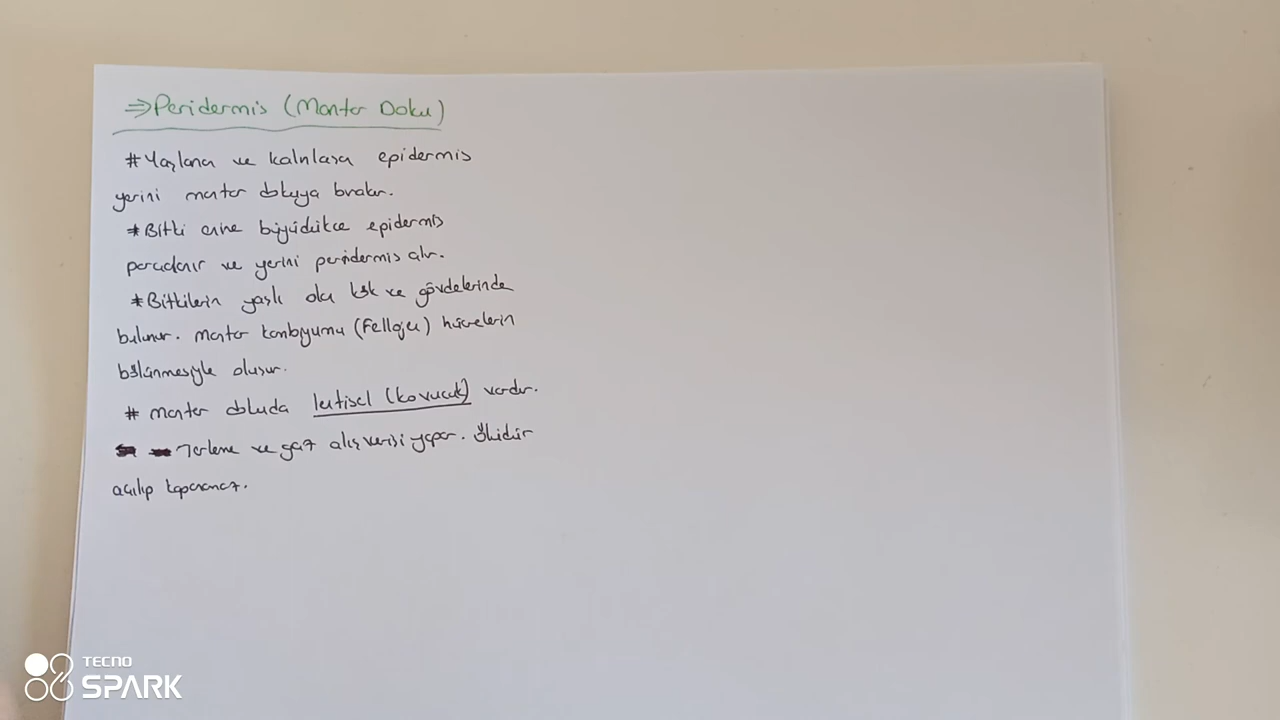 ⇒ Peridermis (Mantar Doku)
# Yaşlanan ve kalınlaşan epidermis
yerini mantar dokuya bırakır.
* Bitki enine büyüdükçe epidermis
parçalanır ve yerini peridermis alır.
* Bitkilerin yaşlı olan kök ve gövdelerinde
bulunur. Mantar kambiyumu (Fellojen) hücrelerin
bölünmesiyle oluşur.
# Mantar dokuda lentisel (kovucuk) vardır.
Terleme ve gaz alışverişi yapar. Ölüdür
açılıp kapanamaz.
TECNO
SPARK